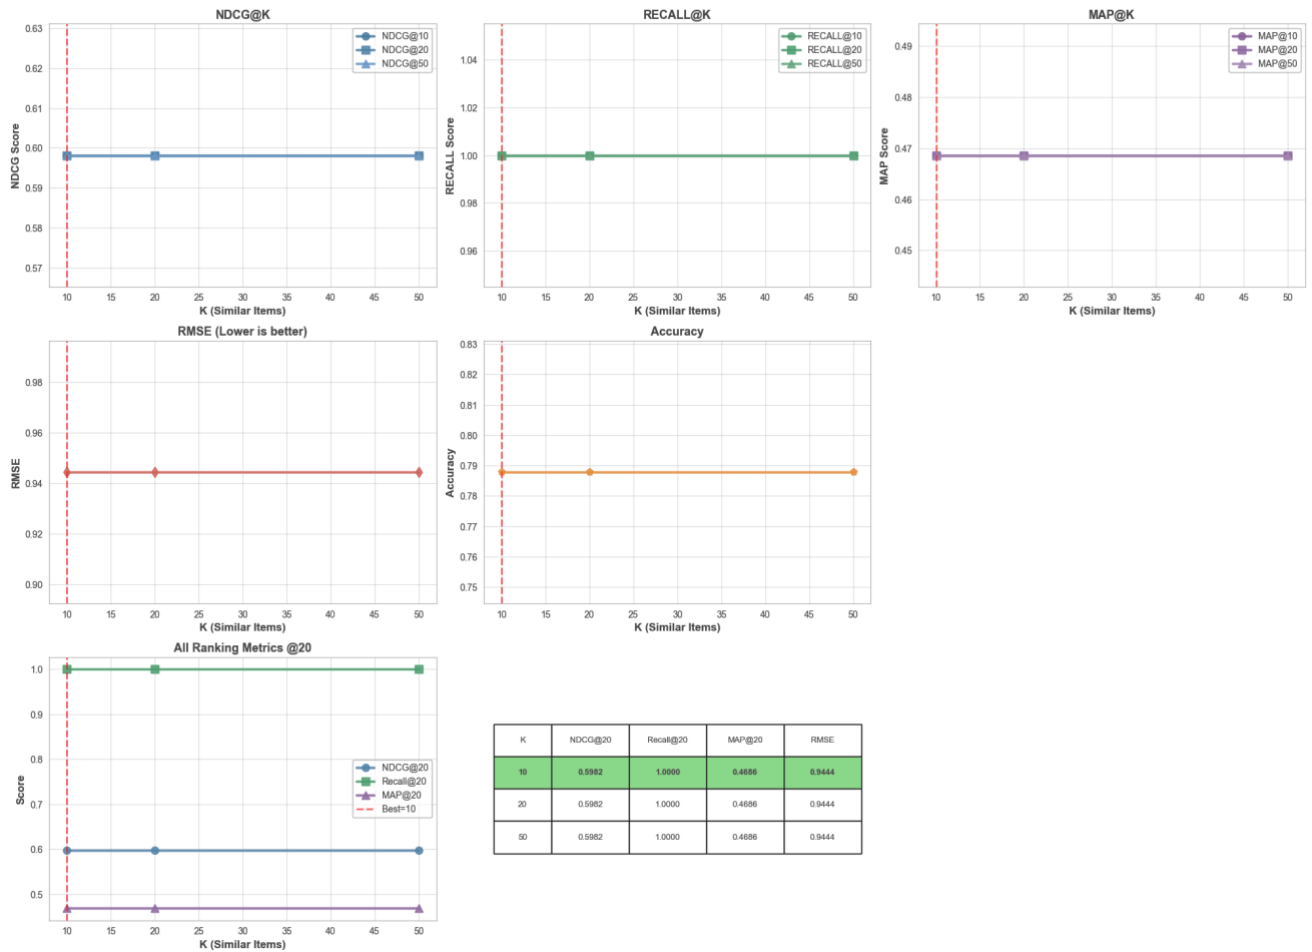 NDCG@K
NDCG Score
0.63
0.62
0.61
0.60
0.59
0.58
0.57
NDCG@10
NDCG@20
NDCG@50
10 15 20 25 30 35 40 45 50
K (Similar Items)
RECALL@K
RECALL Score
1.04
1.02
1.00
0.98
0.96
RECALL@10
RECALL@20
RECALL@50
10 15 20 25 30 35 40 45 50
K (Similar Items)
MAP@K
MAP Score
0.49
0.48
0.47
0.46
0.45
MAP@10
MAP@20
MAP@50
10 15 20 25 30 35 40 45 50
K (Similar Items)
RMSE (Lower is better)
RMSE
0.98
0.96
0.94
0.92
0.90
10 15 20 25 30 35 40 45 50
K (Similar Items)
Accuracy
Accuracy
0.83
0.82
0.81
0.80
0.79
0.78
0.77
0.76
0.75
10 15 20 25 30 35 40 45 50
K (Similar Items)
All Ranking Metrics @20
Score
1.0
0.9
0.8
0.7
0.6
0.5
NDCG@20
Recall@20
MAP@20
Best=10
10 15 20 25 30 35 40 45 50
K (Similar Items)
K NDCG@20 Recall@20 MAP@20 RMSE
10 0.5982 1.0000 0.4686 0.9444
20 0.5982 1.0000 0.4686 0.9444
50 0.5982 1.0000 0.4686 0.9444